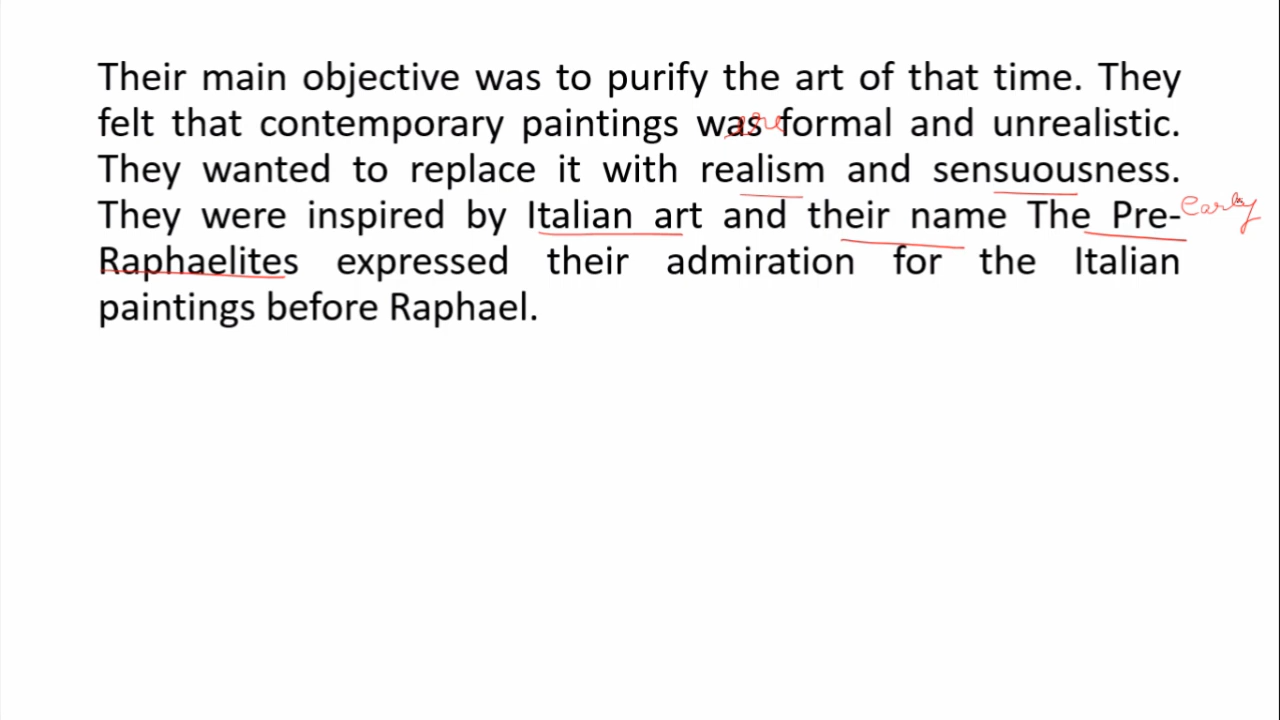 Their main objective was to purify the art of that time. They
felt that contemporary paintings was are formal and unrealistic.
They wanted to replace it with realism and sensuousness.
They were inspired by Italian art and their name The Pre- early
Raphaelites expressed their admiration for the Italian
paintings before Raphael.